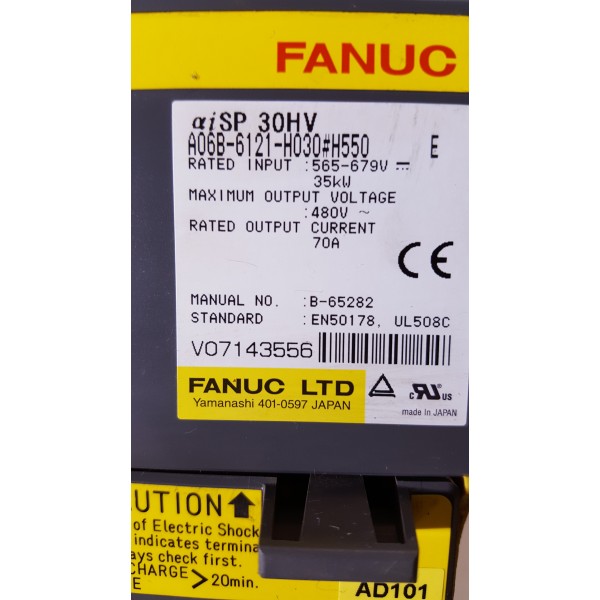 FANUC
αiSP 30HV
A06B-6121-H030#H550 E
RATED INPUT :565-679V ⎓
35kW
MAXIMUM OUTPUT VOLTAGE
:480V ~
RATED OUTPUT CURRENT
70A
CE
MANUAL NO. :B-65282
STANDARD :EN50178, UL508C
V07143556
FANUC LTD
Yamanashi 401-0597 JAPAN
c RU US
made in JAPAN
UTION
of Electric Shock
indicates termina
ays check first.
CHARGE > 20min.
E
AD101